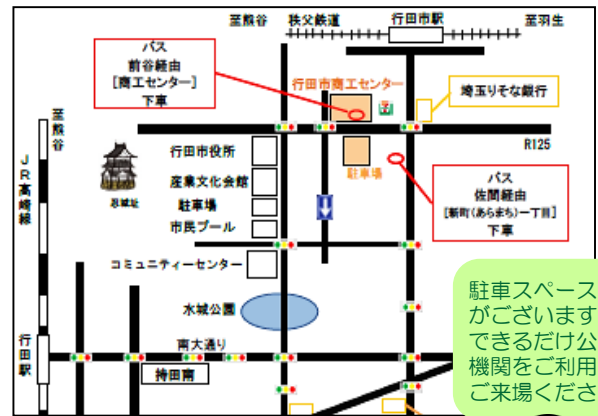 至熊谷
秩父鉄道
行田市駅
至羽生
バス
前谷経由
[商工センター]
下車
行田市商工センター
埼玉りそな銀行
至熊谷
JR高崎線
忍城址
行田市役所
産業文化会館
駐車場
市民プール
駐車場
R125
バス
佐間経由
[新町(あらまち)一丁目]
下車
コミュニティーセンター
水城公園
南大通り
持田南
行田駅
駐車スペース
がございます
できるだけ公
機関をご利用
ご来場くださ